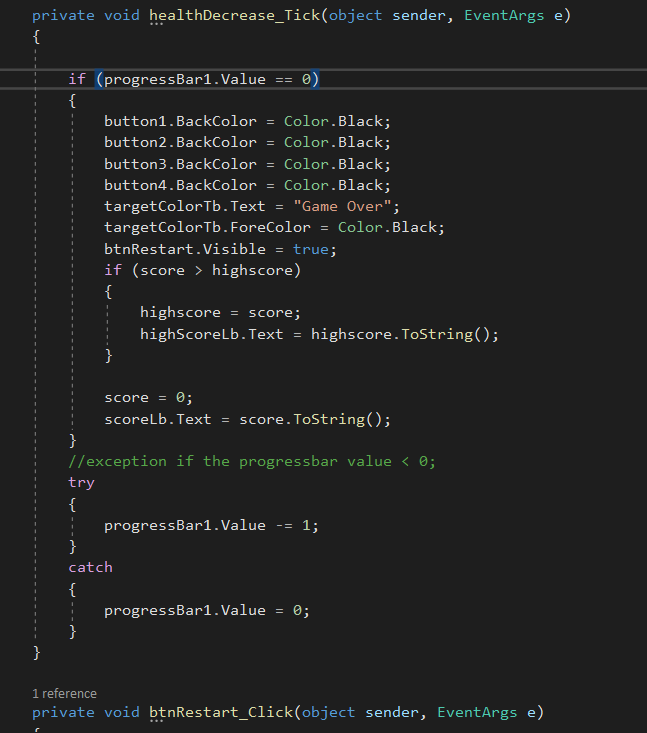 private void healthDecrease_Tick(object sender, EventArgs e)
{
if (progressBar1.Value == 0)
{
button1.BackColor = Color.Black;
button2.BackColor = Color.Black;
button3.BackColor = Color.Black;
button4.BackColor = Color.Black;
targetColorTb.Text = "Game Over";
targetColorTb.ForeColor = Color.Black;
btnRestart.Visible = true;
if (score > highscore)
{
highscore = score;
highScoreLb.Text = highscore.ToString();
}
score = 0;
scoreLb.Text = score.ToString();
}
//exception if the progressbar value < 0;
try
{
progressBar1.Value -= 1;
}
catch
{
progressBar1.Value = 0;
}
}
1 reference
private void btnRestart_Click(object sender, EventArgs e)
{